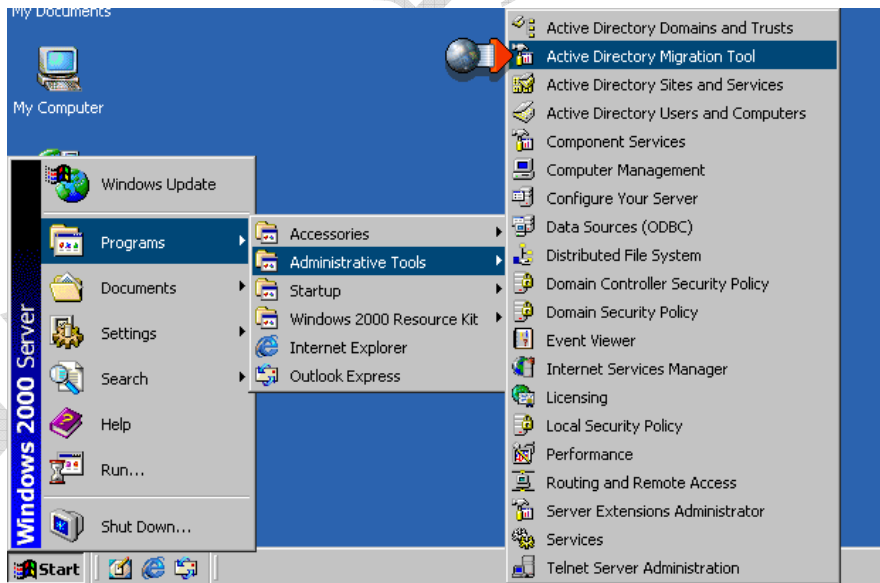 My Documents
My Computer
Windows 2000 Server
Windows Update
Programs
Documents
Settings
Search
Help
Run...
Shut Down...
Start
Accessories
Administrative Tools
Startup
Windows 2000 Resource Kit
Internet Explorer
Outlook Express
Active Directory Domains and Trusts
Active Directory Migration Tool
Active Directory Sites and Services
Active Directory Users and Computers
Component Services
Computer Management
Configure Your Server
Data Sources (ODBC)
Distributed File System
Domain Controller Security Policy
Domain Security Policy
Event Viewer
Internet Services Manager
Licensing
Local Security Policy
Performance
Routing and Remote Access
Server Extensions Administrator
Services
Telnet Server Administration